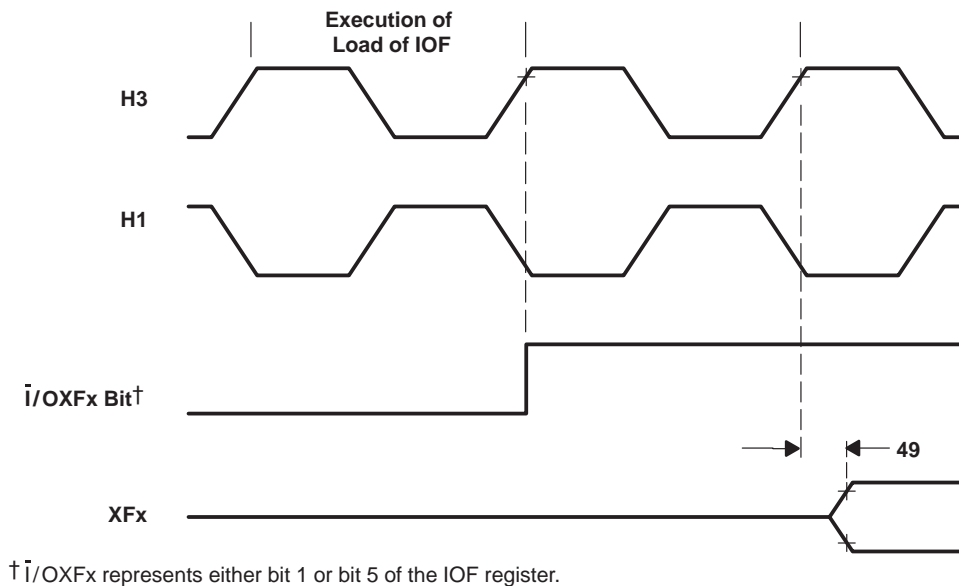 Execution of
Load of IOF
H3
H1
Ī/OXFx Bit†
49
XFx
† Ī/OXFx represents either bit 1 or bit 5 of the IOF register.